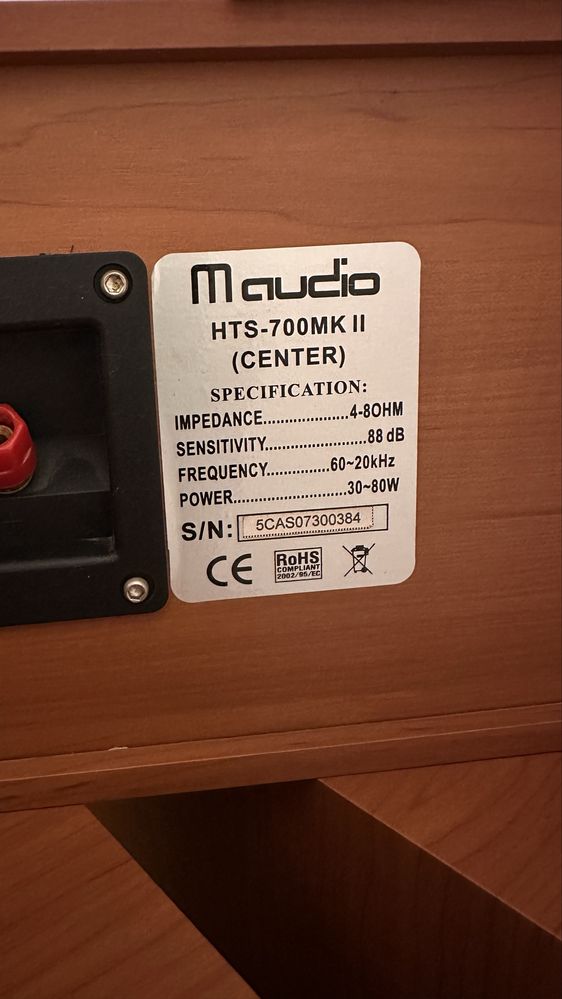 m audio
HTS-700MK II
(CENTER)
SPECIFICATION:
IMPEDANCE.....................4-8OHM
SENSITIVITY........................88 dB
FREQUENCY...............60~20kHz
POWER...........................30~80W
S/N: 5CAS07300384
CE
RoHS
COMPLIANT
2002/95/EC